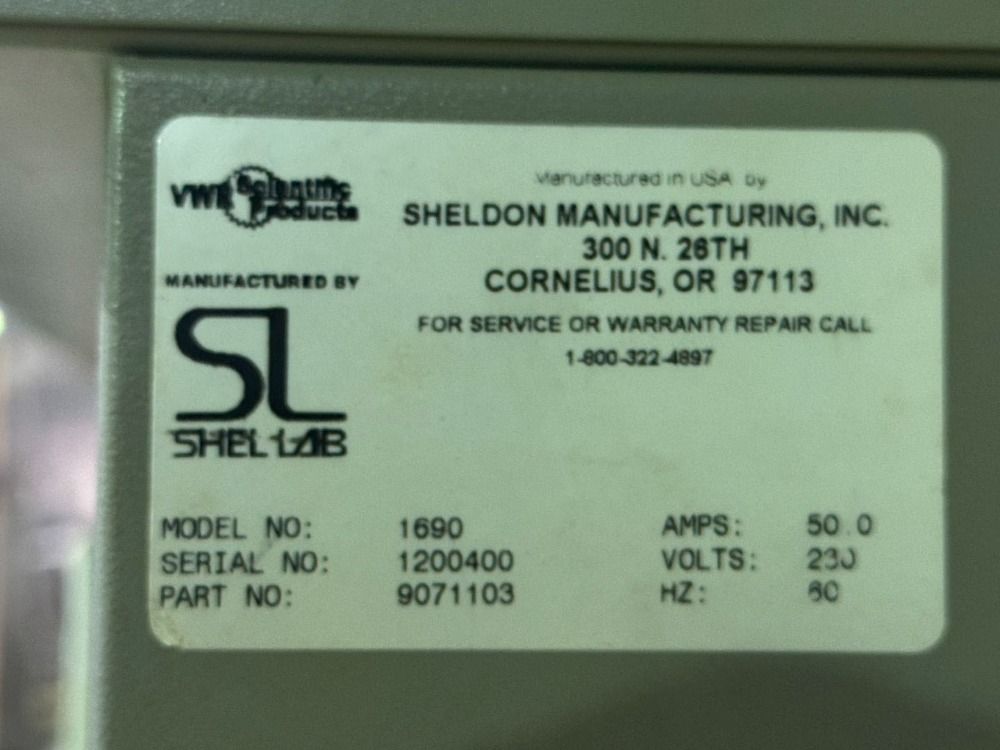 VWR Scientific Products
MANUFACTURED BY
SL
SHEL LAB
Manufactured in USA by
SHELDON MANUFACTURING, INC.
300 N. 26TH
CORNELIUS, OR 97113
FOR SERVICE OR WARRANTY REPAIR CALL
1-800-322-4897
MODEL NO: 1690 AMPS: 50.0
SERIAL NO: 1200400 VOLTS: 230
PART NO: 9071103 HZ: 60